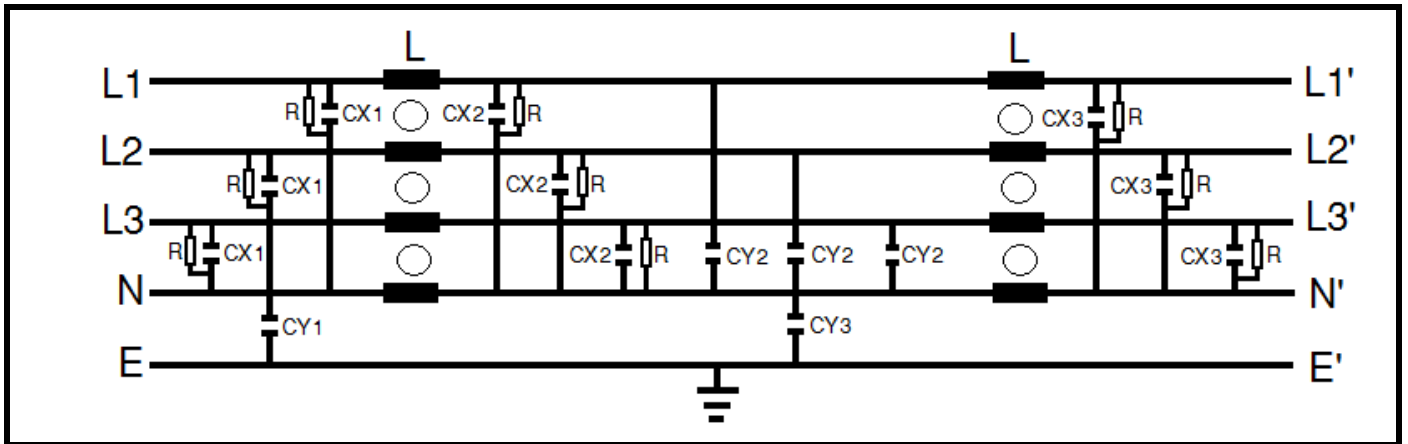 L L
L1 L1'
R CX1 CX2 R CX3 R
L2 L2'
R CX1 CX2 R CX3 R
L3 L3'
R CX1 CX2 R CY2 CY2 CY2 CX3 R
N N'
CY1 CY3
E E'